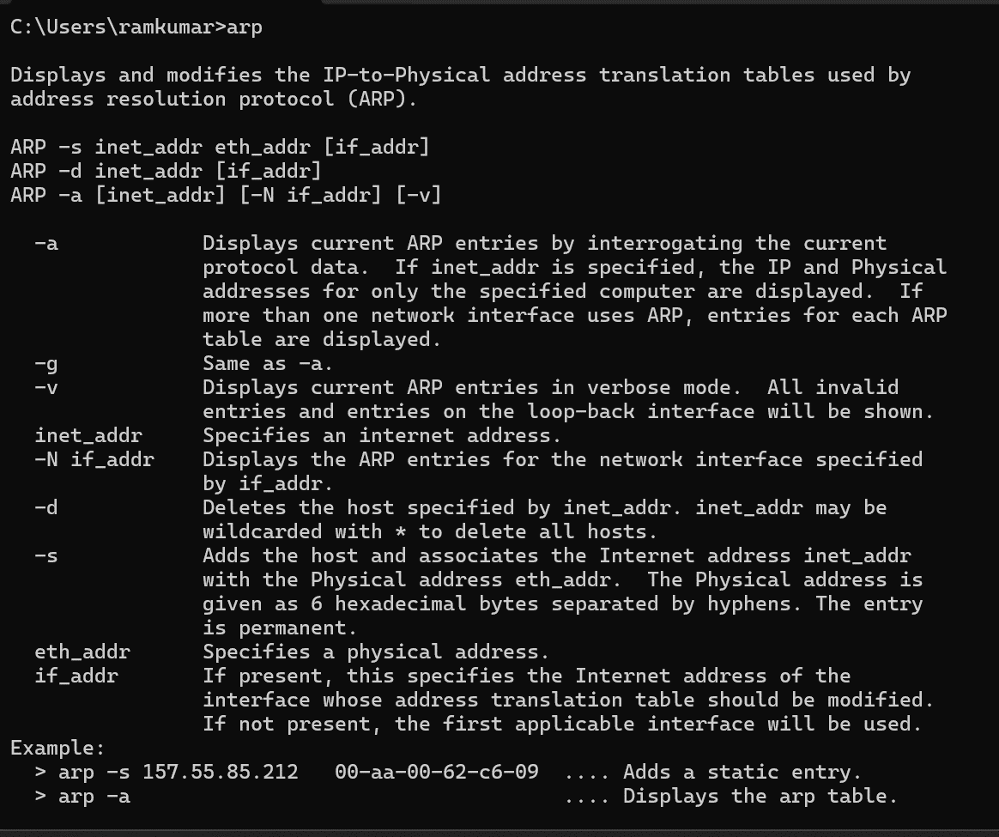 C:\Users\ramkumar>arp
Displays and modifies the IP-to-Physical address translation tables used by
address resolution protocol (ARP).
ARP -s inet_addr eth_addr [if_addr]
ARP -d inet_addr [if_addr]
ARP -a [inet_addr] [-N if_addr] [-v]
-a Displays current ARP entries by interrogating the current
protocol data. If inet_addr is specified, the IP and Physical
addresses for only the specified computer are displayed. If
more than one network interface uses ARP, entries for each ARP
table are displayed.
-g Same as -a.
-v Displays current ARP entries in verbose mode. All invalid
entries and entries on the loop-back interface will be shown.
inet_addr Specifies an internet address.
-N if_addr Displays the ARP entries for the network interface specified
by if_addr.
-d Deletes the host specified by inet_addr. inet_addr may be
wildcarded with * to delete all hosts.
-s Adds the host and associates the Internet address inet_addr
with the Physical address eth_addr. The Physical address is
given as 6 hexadecimal bytes separated by hyphens. The entry
is permanent.
eth_addr Specifies a physical address.
if_addr If present, this specifies the Internet address of the
interface whose address translation table should be modified.
If not present, the first applicable interface will be used.
Example:
> arp -s 157.55.85.212 00-aa-00-62-c6-09 .... Adds a static entry.
> arp -a .... Displays the arp table.